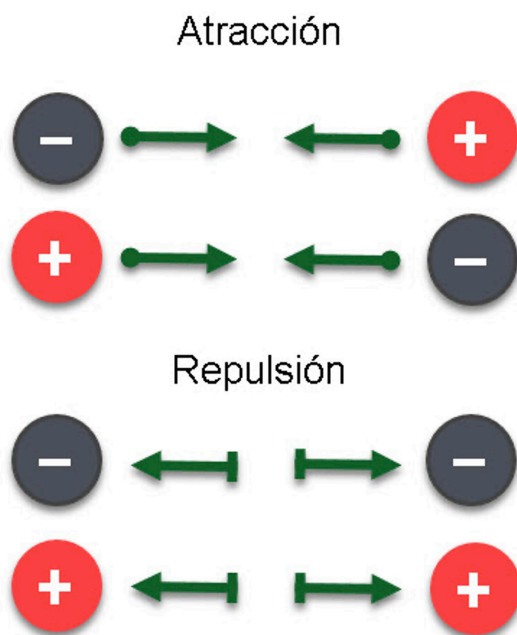 Atracción
− +
+ −
Repulsión
− −
+ +